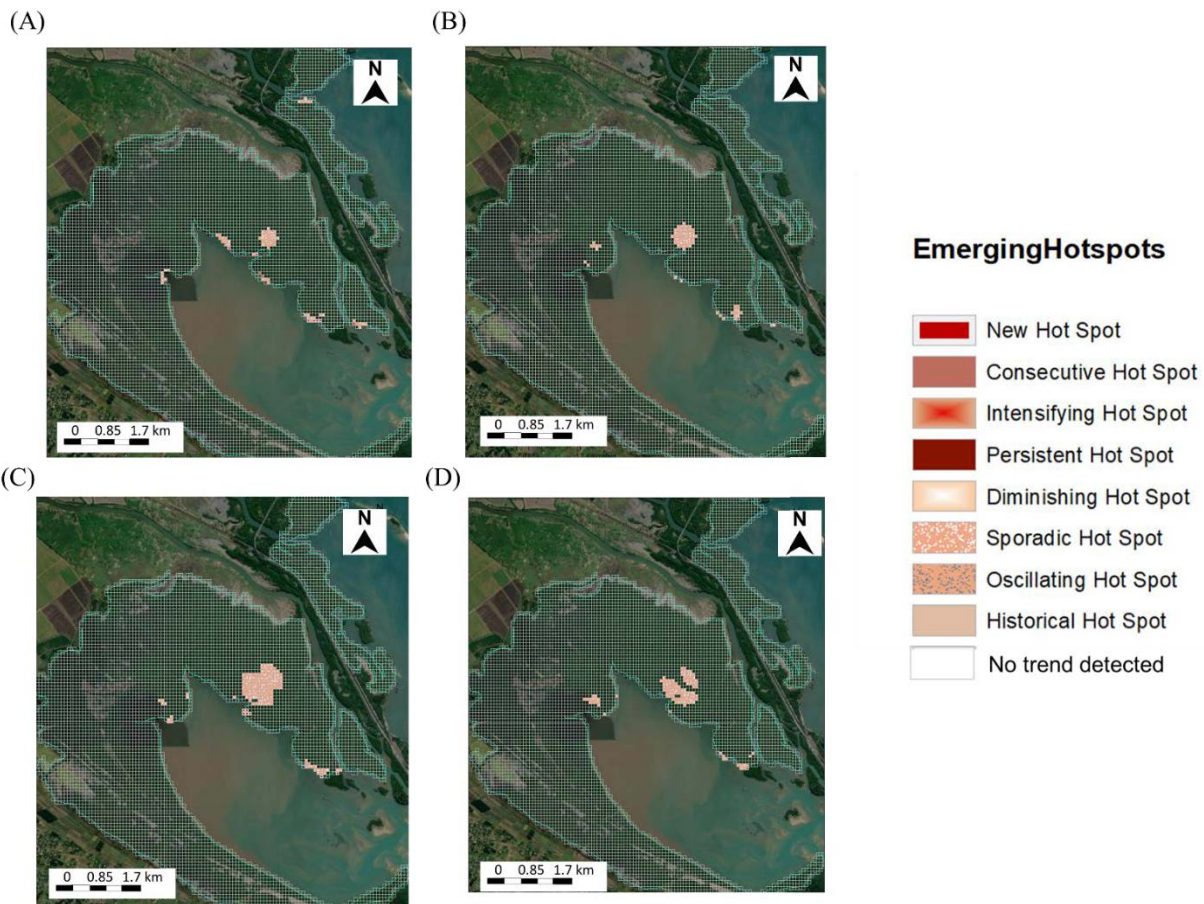 (A)
(B)
N
N
0 0.85 1.7 km
0 0.85 1.7 km
(C)
(D)
N
N
0 0.85 1.7 km
0 0.85 1.7 km
EmergingHotspots
New Hot Spot
Consecutive Hot Spot
Intensifying Hot Spot
Persistent Hot Spot
Diminishing Hot Spot
Sporadic Hot Spot
Oscillating Hot Spot
Historical Hot Spot
No trend detected